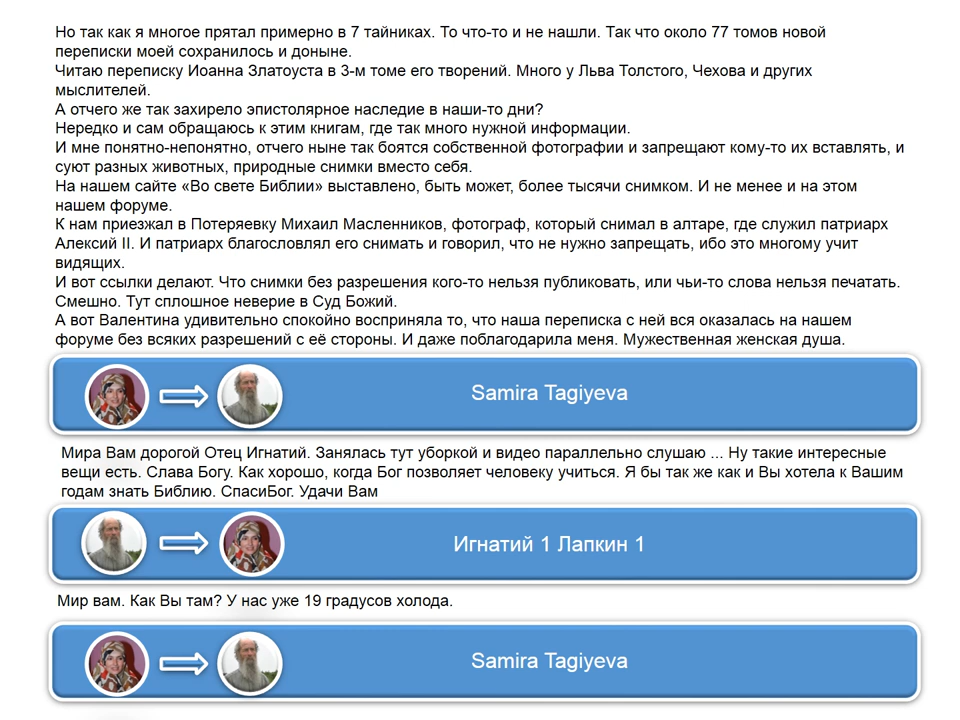 Но так как я многое прятал примерно в 7 тайниках. То что-то и не нашли. Так что около 77 томов новой
переписки моей сохранилось и доныне.
Читаю переписку Иоанна Златоуста в 3-м томе его творений. Много у Льва Толстого, Чехова и других
мыслителей.
А отчего же так захирело эпистолярное наследие в наши-то дни?
Нередко и сам обращаюсь к этим книгам, где так много нужной информации.
И мне понятно-непонятно, отчего ныне так боятся собственной фотографии и запрещают кому-то их вставлять, и
суют разных животных, природные снимки вместо себя.
На нашем сайте «Во свете Библии» выставлено, быть может, более тысячи снимком. И не менее и на этом
нашем форуме.
К нам приезжал в Потеряевку Михаил Масленников, фотограф, который снимал в алтаре, где служил патриарх
Алексий II. И патриарх благословлял его снимать и говорил, что не нужно запрещать, ибо это многому учит
видящих.
И вот ссылки делают. Что снимки без разрешения кого-то нельзя публиковать, или чьи-то слова нельзя печатать.
Смешно. Тут сплошное неверие в Суд Божий.
А вот Валентина удивительно спокойно восприняла то, что наша переписка с ней вся оказалась на нашем
форуме без всяких разрешений с её стороны. И даже поблагодарила меня. Мужественная женская душа.
Samira Tagiyeva
Мира Вам дорогой Отец Игнатий. Занялась тут уборкой и видео параллельно слушаю ... Ну такие интересные
вещи есть. Слава Богу. Как хорошо, когда Бог позволяет человеку учиться. Я бы так же как и Вы хотела к Вашим
годам знать Библию. СпасиБог. Удачи Вам
Игнатий 1 Лапкин 1
Мир вам. Как Вы там? У нас уже 19 градусов холода.
Samira Tagiyeva